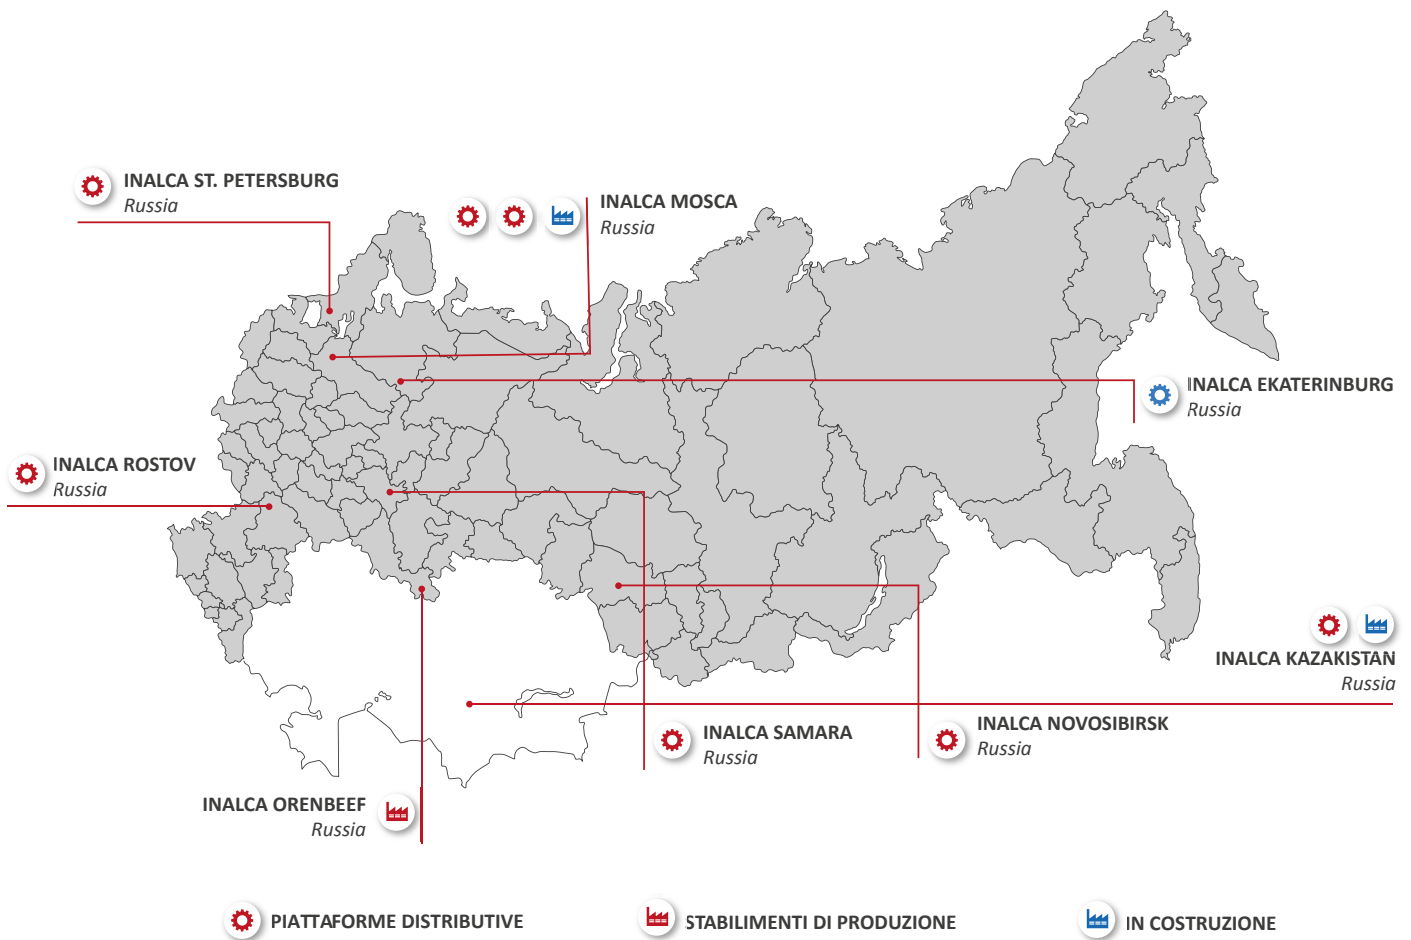 INALCA ST. PETERSBURG
Russia
INALCA MOSCA
Russia
INALCA EKATERINBURG
Russia
INALCA ROSTOV
Russia
INALCA KAZAKISTAN
Russia
INALCA SAMARA
Russia
INALCA NOVOSIBIRSK
Russia
INALCA ORENBEEF
Russia
PIATTAFORME DISTRIBUTIVE
STABILIMENTI DI PRODUZIONE
IN COSTRUZIONE